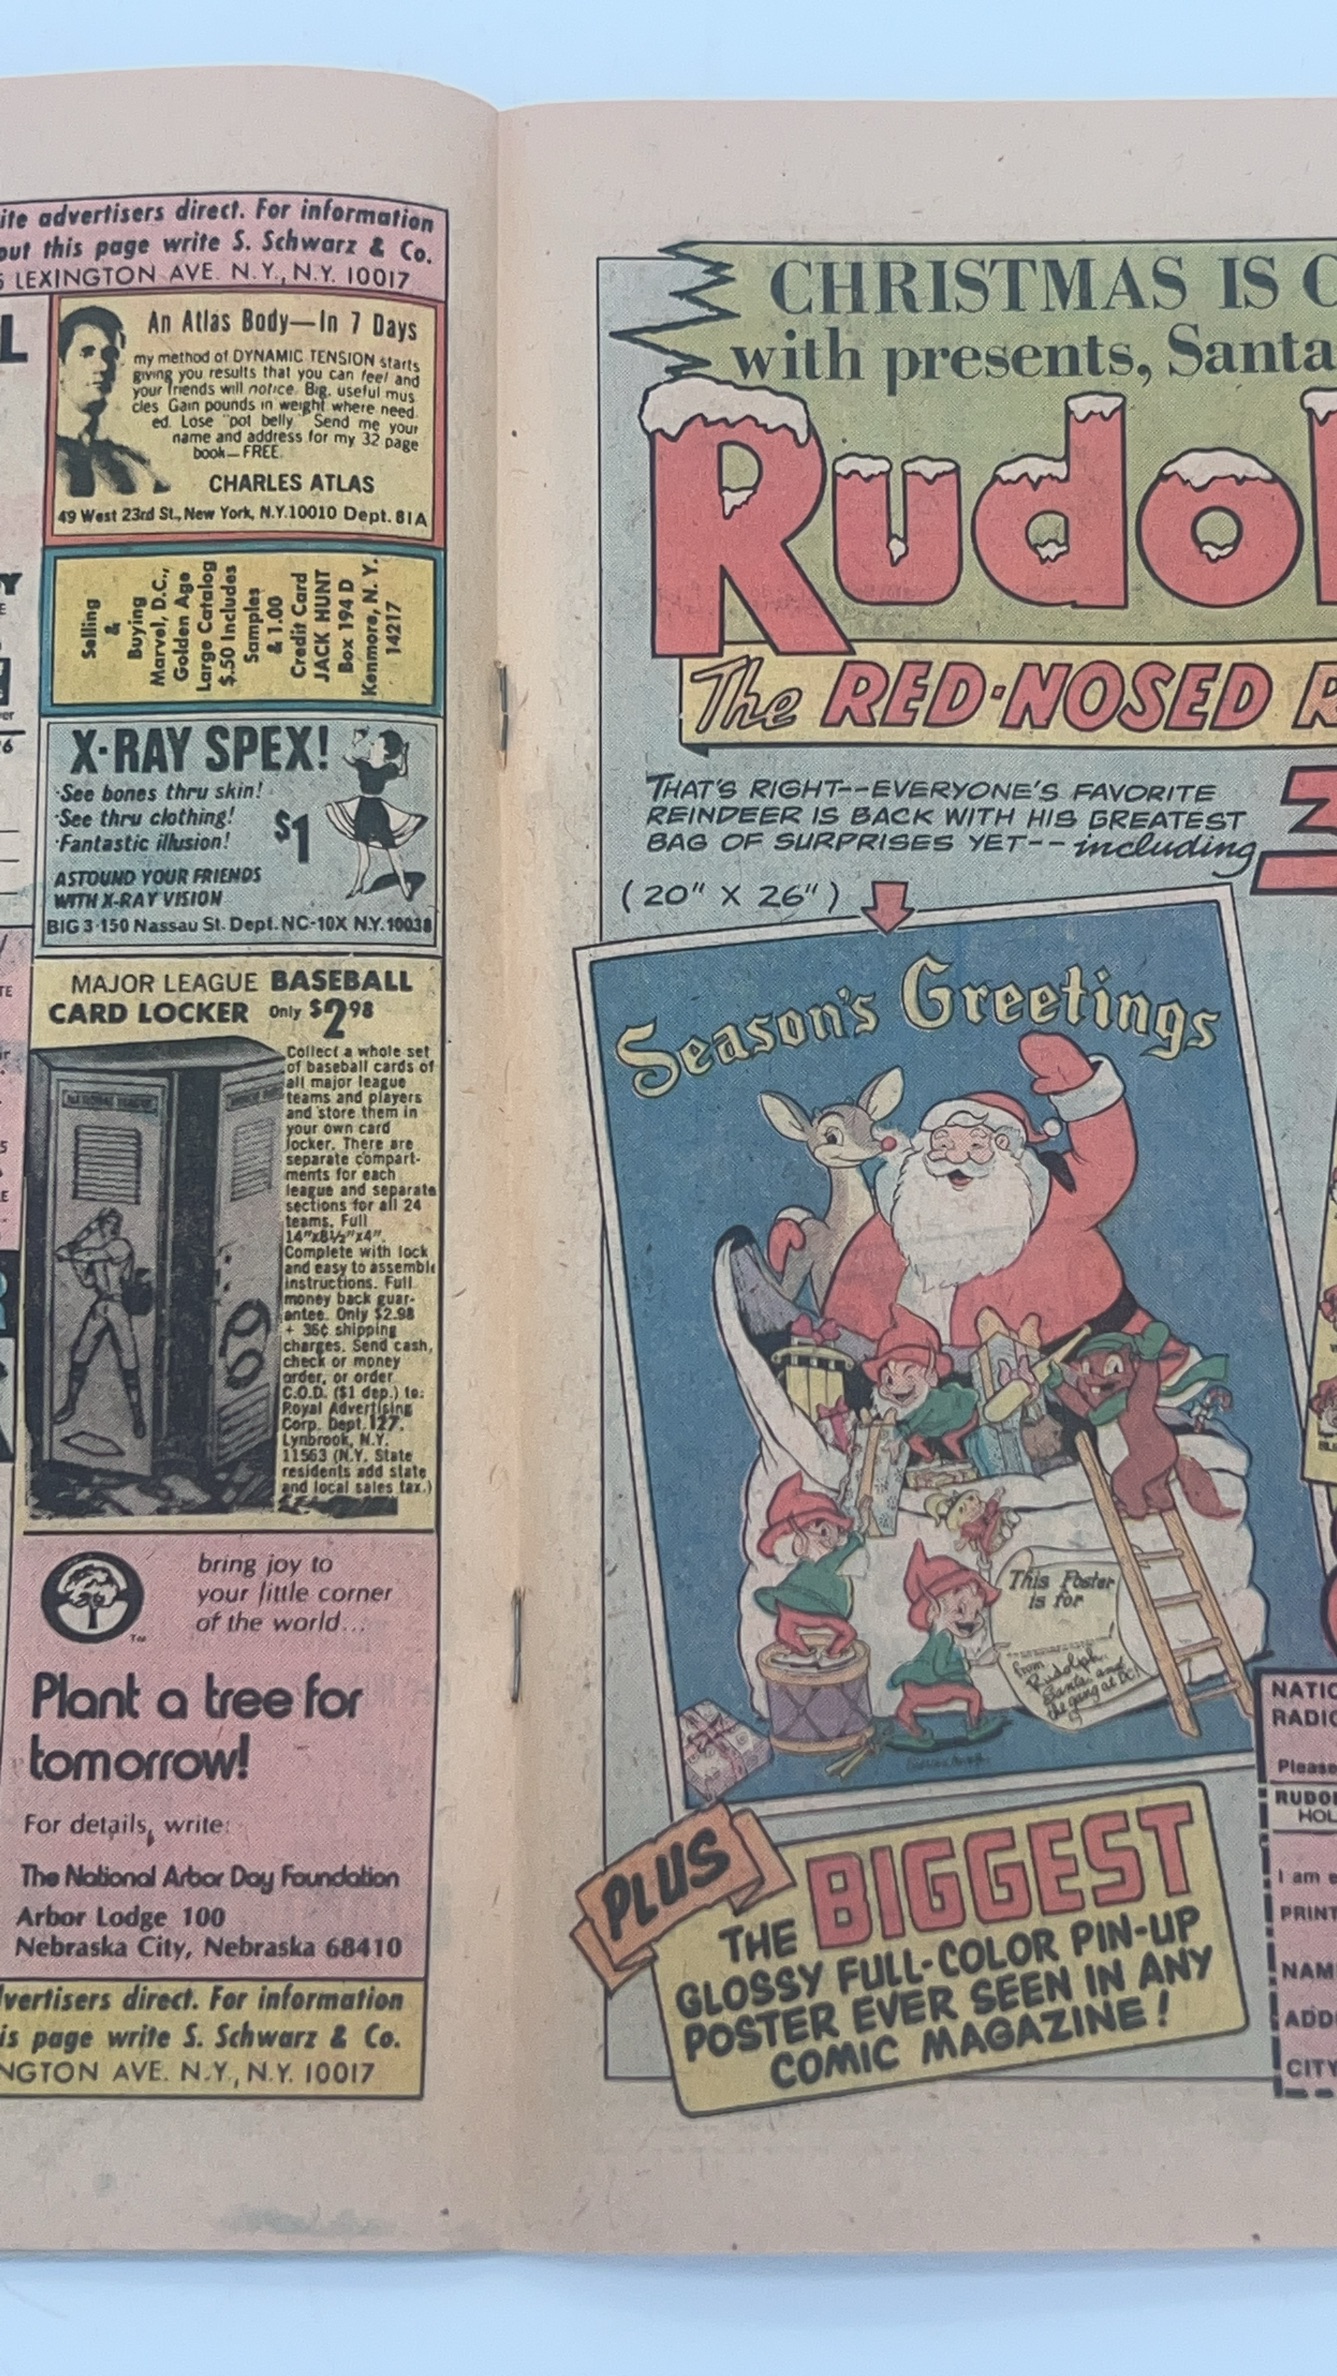 ite advertisers direct. For information
out this page write S. Schwarz & Co.
LEXINGTON AVE. N.Y., N.Y. 10017
An Atlas Body—In 7 Days
my method of DYNAMIC TENSION starts
giving you results that you can feel and
your friends will notice. Big, useful mus
cles. Gain pounds in weight where need
ed. Lose "pot belly." Send me your
name and address for my 32 page
book—FREE.
CHARLES ATLAS
49 West 23rd St., New York, N.Y. 10010 Dept. 81A
Selling
&
Buying
Marvel, D.C.,
Golden Age
Large Catalog
$.50 Includes
Samples
& 1.00
Credit Card
JACK HUNT
Box 194 D
Kenmore, N. Y.
14217
X-RAY SPEX!
·See bones thru skin!
·See thru clothing!
·Fantastic illusion!
$1
ASTOUND YOUR FRIENDS
WITH X-RAY VISION
BIG 3·150 Nassau St. Dept. NC-10X N.Y. 10038
MAJOR LEAGUE BASEBALL
CARD LOCKER Only $2.98
Collect a whole set
of baseball cards of
all major league
teams and players
and store them in
your own card
locker. There are
separate compart-
ments for each
league and separate
sections for all 24
teams. Full
14"x8½"x4".
Complete with lock
and easy to assemble
instructions. Full
money back guar-
antee. Only $2.98
+ 36¢ shipping
charges. Send cash,
check or money
order, or order
C.O.D. ($1 dep.) to:
Royal Advertising
Corp. Dept. 127,
Lynbrook, N.Y.
11563 (N.Y. State
residents add state
and local sales tax.)
NATIONAL LEAGUE
bring joy to
your little corner
of the world...
TM
Plant a tree for
tomorrow!
For details, write:
The National Arbor Day Foundation
Arbor Lodge 100
Nebraska City, Nebraska 68410
vertisers direct. For information
is page write S. Schwarz & Co.
NGTON AVE. N.Y., N.Y. 10017
CHRISTMAS IS C
with presents, Santa
Rudol
The RED-NOSED R
THAT'S RIGHT--EVERYONE'S FAVORITE
REINDEER IS BACK WITH HIS GREATEST
BAG OF SURPRISES YET--including
(20" X 26")
Season's Greetings
This Poster
is for
from
Rudolph,
Santa and
the gang at DC!
PLUS
THE BIGGEST
GLOSSY FULL-COLOR PIN-UP
POSTER EVER SEEN IN ANY
COMIC MAGAZINE!
NATIO
RADIO
Please
RUDOL
HOL
I am e
PRINT
NAM
ADD
CITY